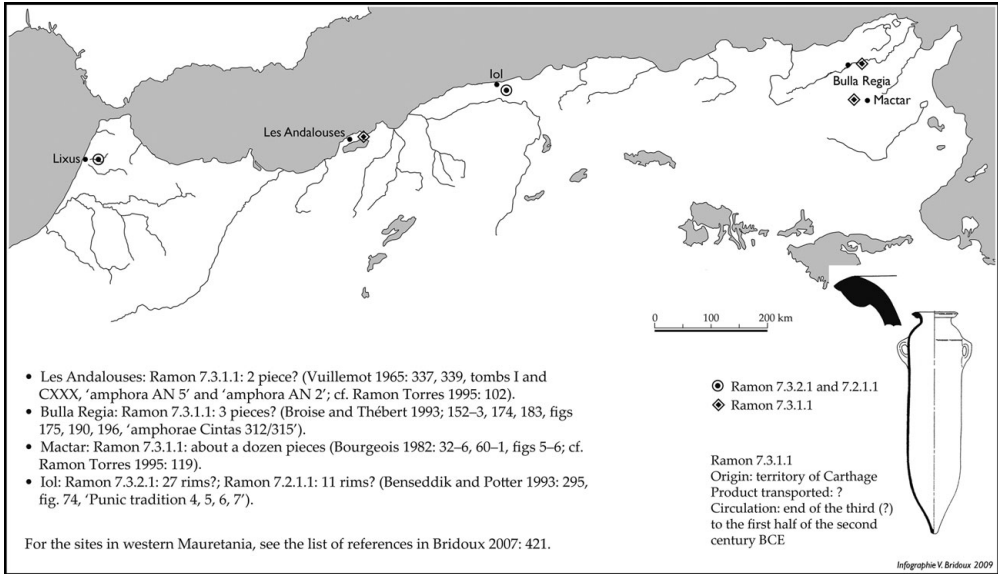 Iol
Bulla Regia
Mactar
Les Andalouses
Lixus
0 100 200 km
• Les Andalouses: Ramon 7.3.1.1: 2 piece? (Vuillemot 1965: 337, 339, tombs I and
CXXX, ‘amphora AN 5’ and ‘amphora AN 2’; cf. Ramon Torres 1995: 102).
• Bulla Regia: Ramon 7.3.1.1: 3 pieces? (Broise and Thébert 1993; 152–3, 174, 183, figs
175, 190, 196, ‘amphorae Cintas 312/315’).
• Mactar: Ramon 7.3.1.1: about a dozen pieces (Bourgeois 1982: 32–6, 60–1, figs 5–6; cf.
Ramon Torres 1995: 119).
• Iol: Ramon 7.3.2.1: 27 rims?; Ramon 7.2.1.1: 11 rims? (Benseddik and Potter 1993: 295,
fig. 74, ‘Punic tradition 4, 5, 6, 7’).
For the sites in western Mauretania, see the list of references in Bridoux 2007: 421.
Ramon 7.3.2.1 and 7.2.1.1
Ramon 7.3.1.1
Ramon 7.3.1.1
Origin: territory of Carthage
Product transported: ?
Circulation: end of the third (?)
to the first half of the second
century BCE
Infographie V. Bridoux 2009